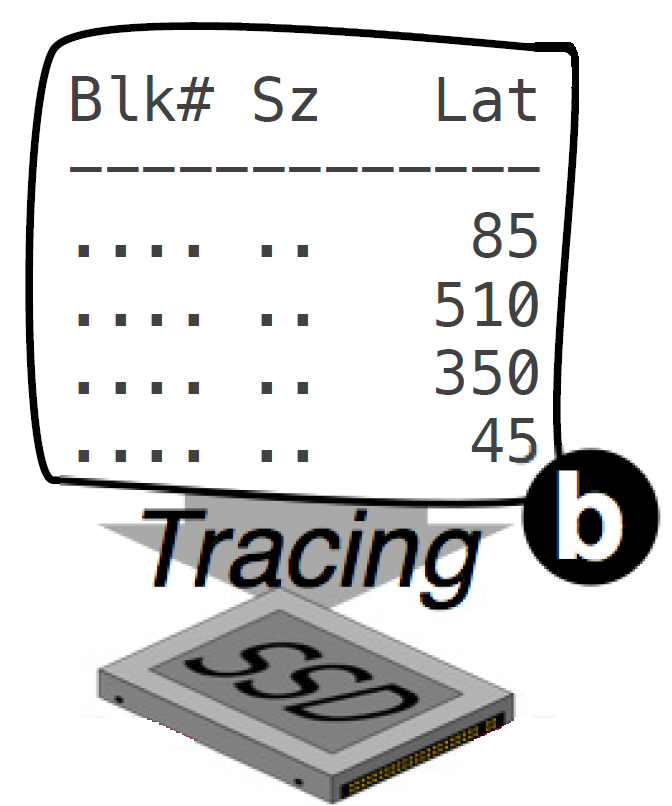 Blk# Sz Lat
--------------
.... .. 85
.... .. 510
.... .. 350
.... .. 45
b
Tracing
SSD